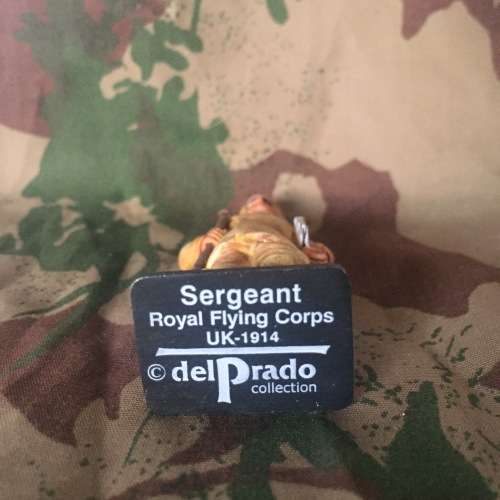 Sergeant
Royal Flying Corps
UK-1914
© delPrado
collection